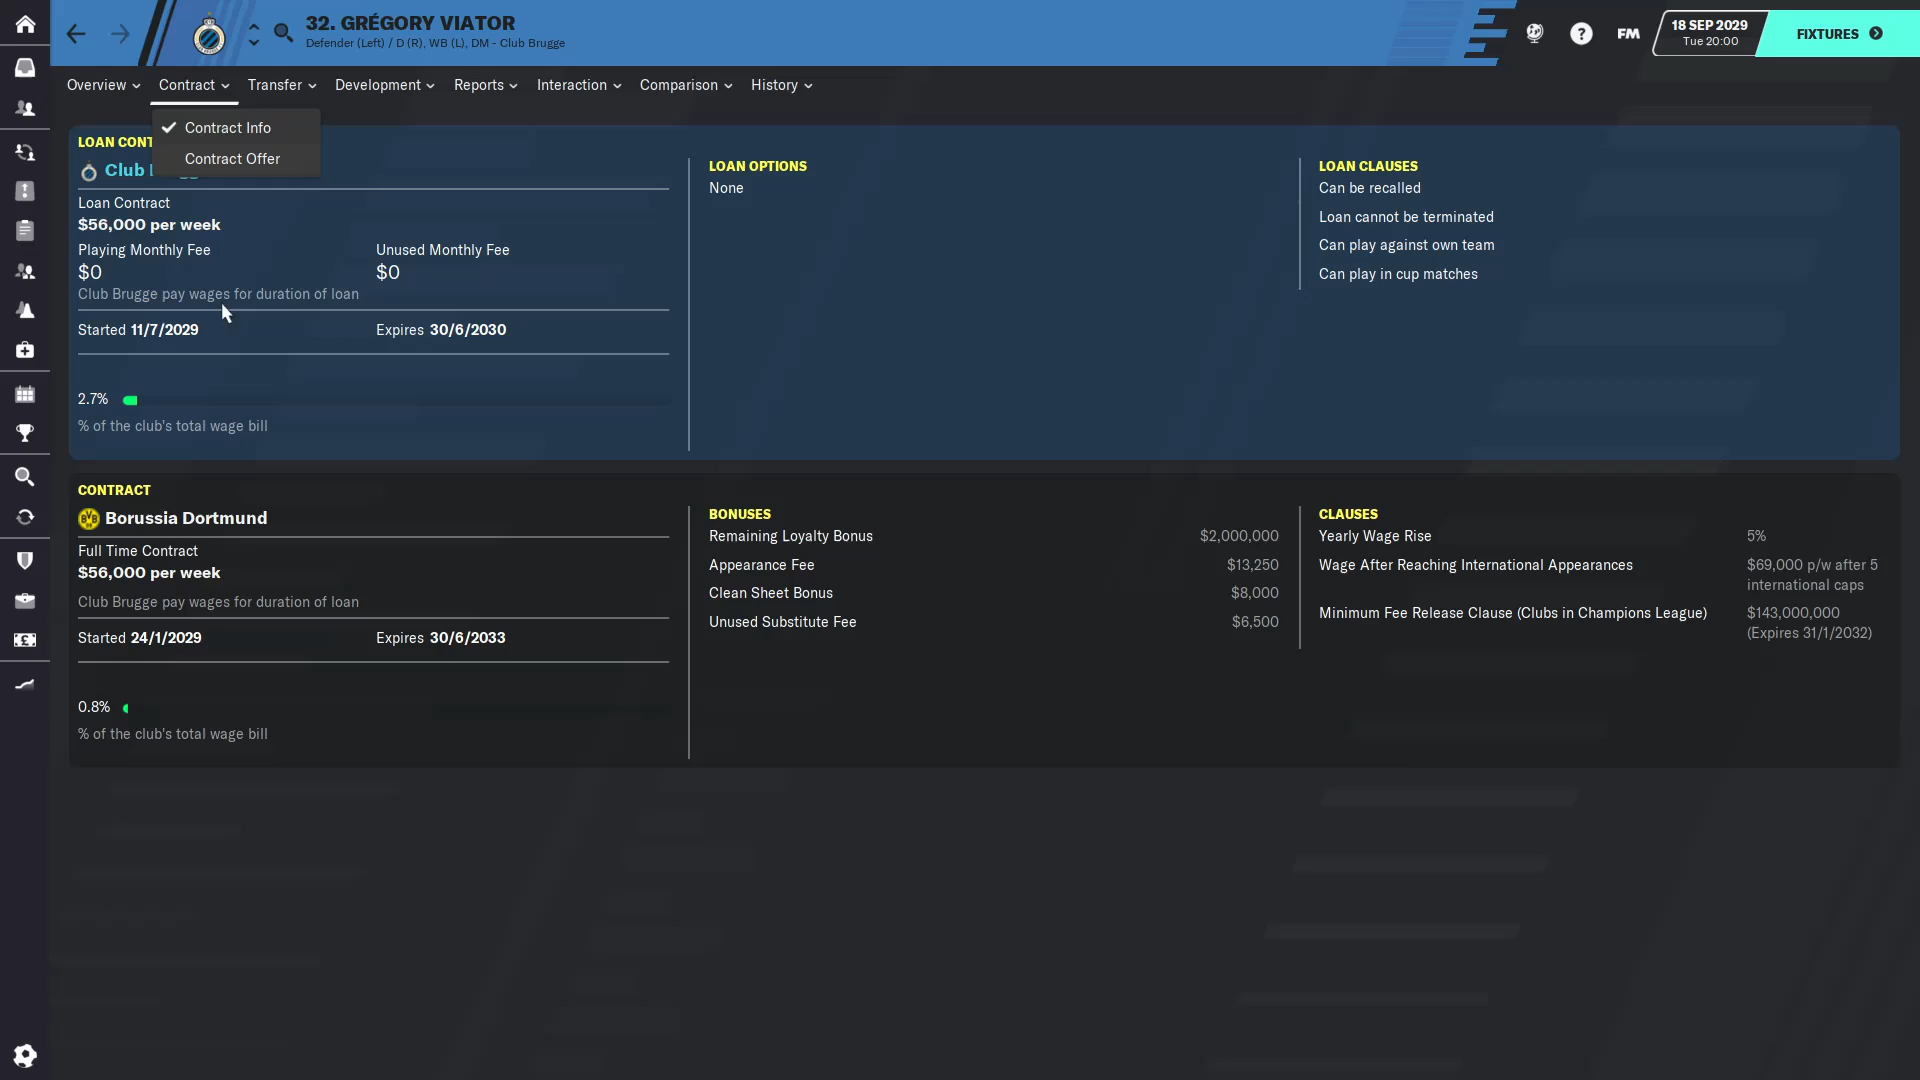 32. GRÉGORY VIATOR
Defender (Left) / D (R), WB (L), DM - Club Brugge
FM
18 SEP 2029
Tue 20:00
FIXTURES
Overview
Contract
Transfer
Development
Reports
Interaction
Comparison
History
Contract Info
Contract Offer
LOAN CONT
Club
Loan Contract
$56,000 per week
Playing Monthly Fee
Unused Monthly Fee
$0
$0
Club Brugge pay wages for duration of loan
Started 11/7/2029
Expires 30/6/2030
2.7%
% of the club's total wage bill
LOAN OPTIONS
None
LOAN CLAUSES
Can be recalled
Loan cannot be terminated
Can play against own team
Can play in cup matches
CONTRACT
BVB
Borussia Dortmund
Full Time Contract
$56,000 per week
Club Brugge pay wages for duration of loan
Started 24/1/2029
Expires 30/6/2033
0.8%
% of the club's total wage bill
BONUSES
Remaining Loyalty Bonus $2,000,000
Appearance Fee $13,250
Clean Sheet Bonus $8,000
Unused Substitute Fee $6,500
CLAUSES
Yearly Wage Rise 5%
Wage After Reaching International Appearances $69,000 p/w after 5
international caps
Minimum Fee Release Clause (Clubs in Champions League) $143,000,000
(Expires 31/1/2032)